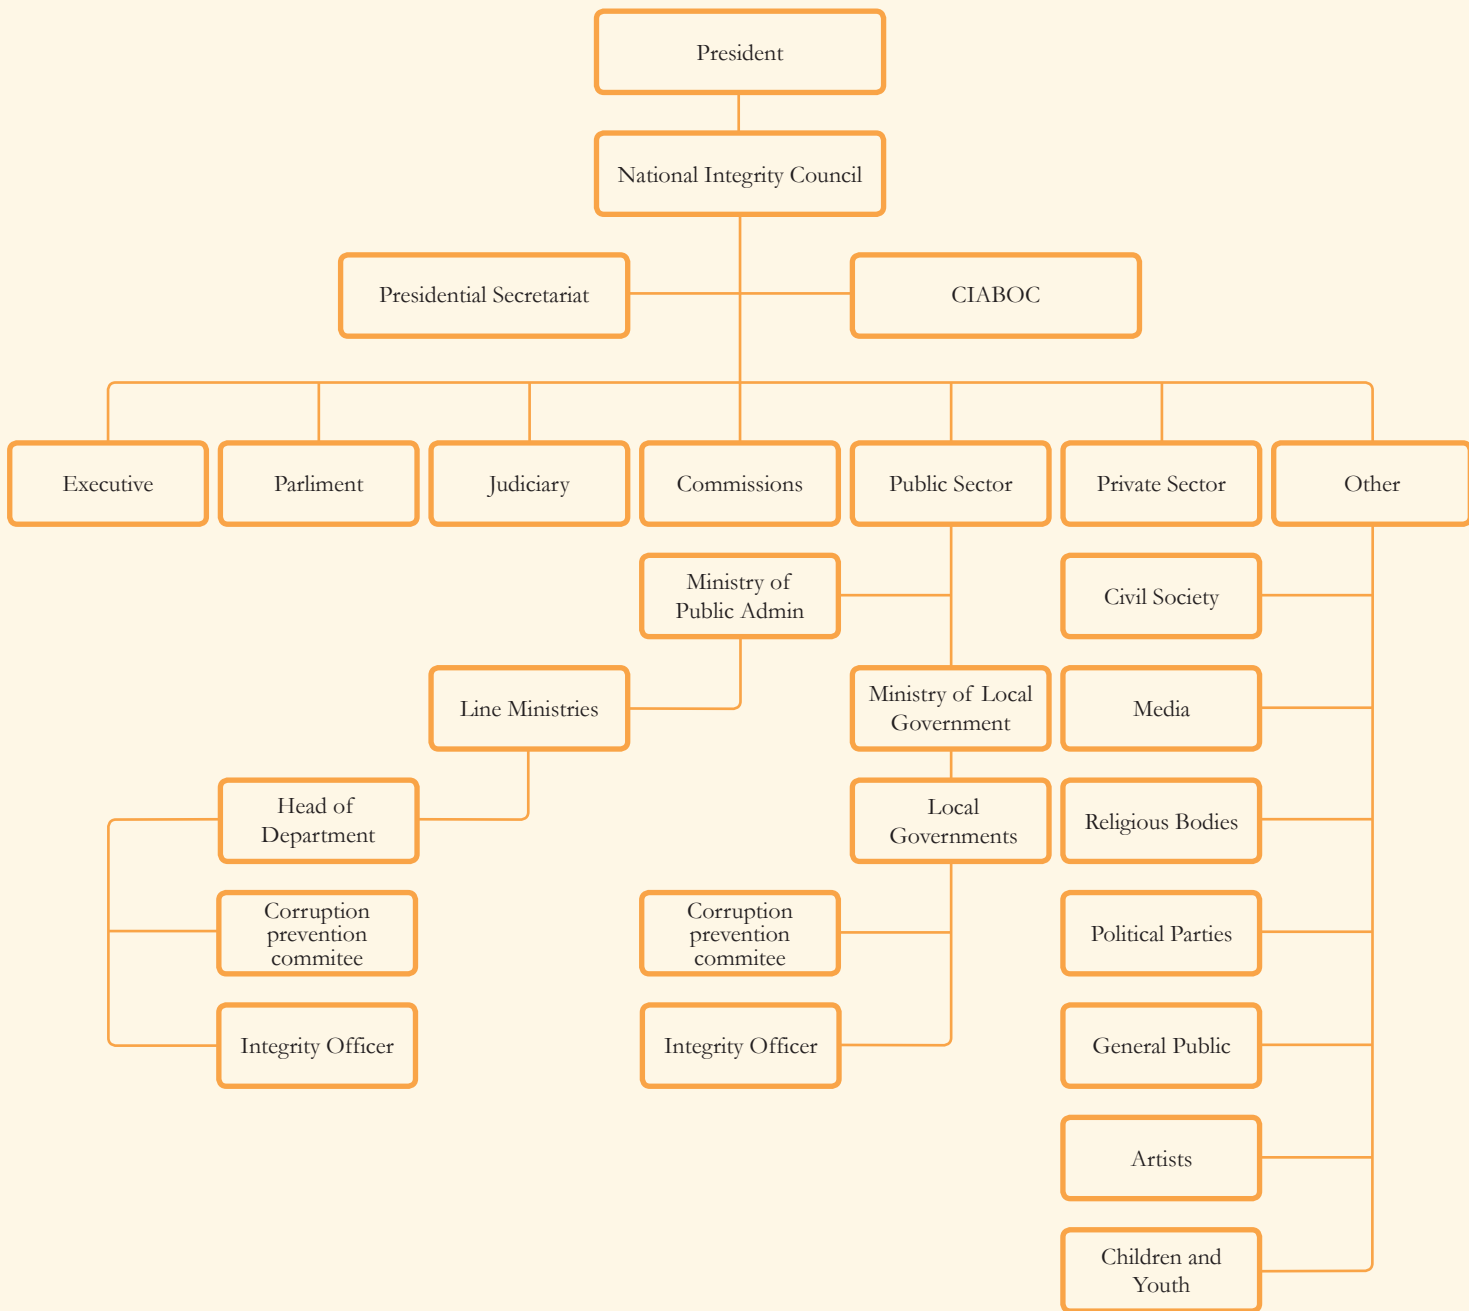 President
National Integrity Council
Presidential Secretariat
CIABOC
Executive
Parliment
Judiciary
Commissions
Public Sector
Private Sector
Other
Ministry of
Public Admin
Civil Society
Line Ministries
Ministry of Local
Government
Media
Head of
Department
Local
Governments
Religious Bodies
Corruption
prevention
commitee
Corruption
prevention
commitee
Political Parties
Integrity Officer
Integrity Officer
General Public
Artists
Children and
Youth